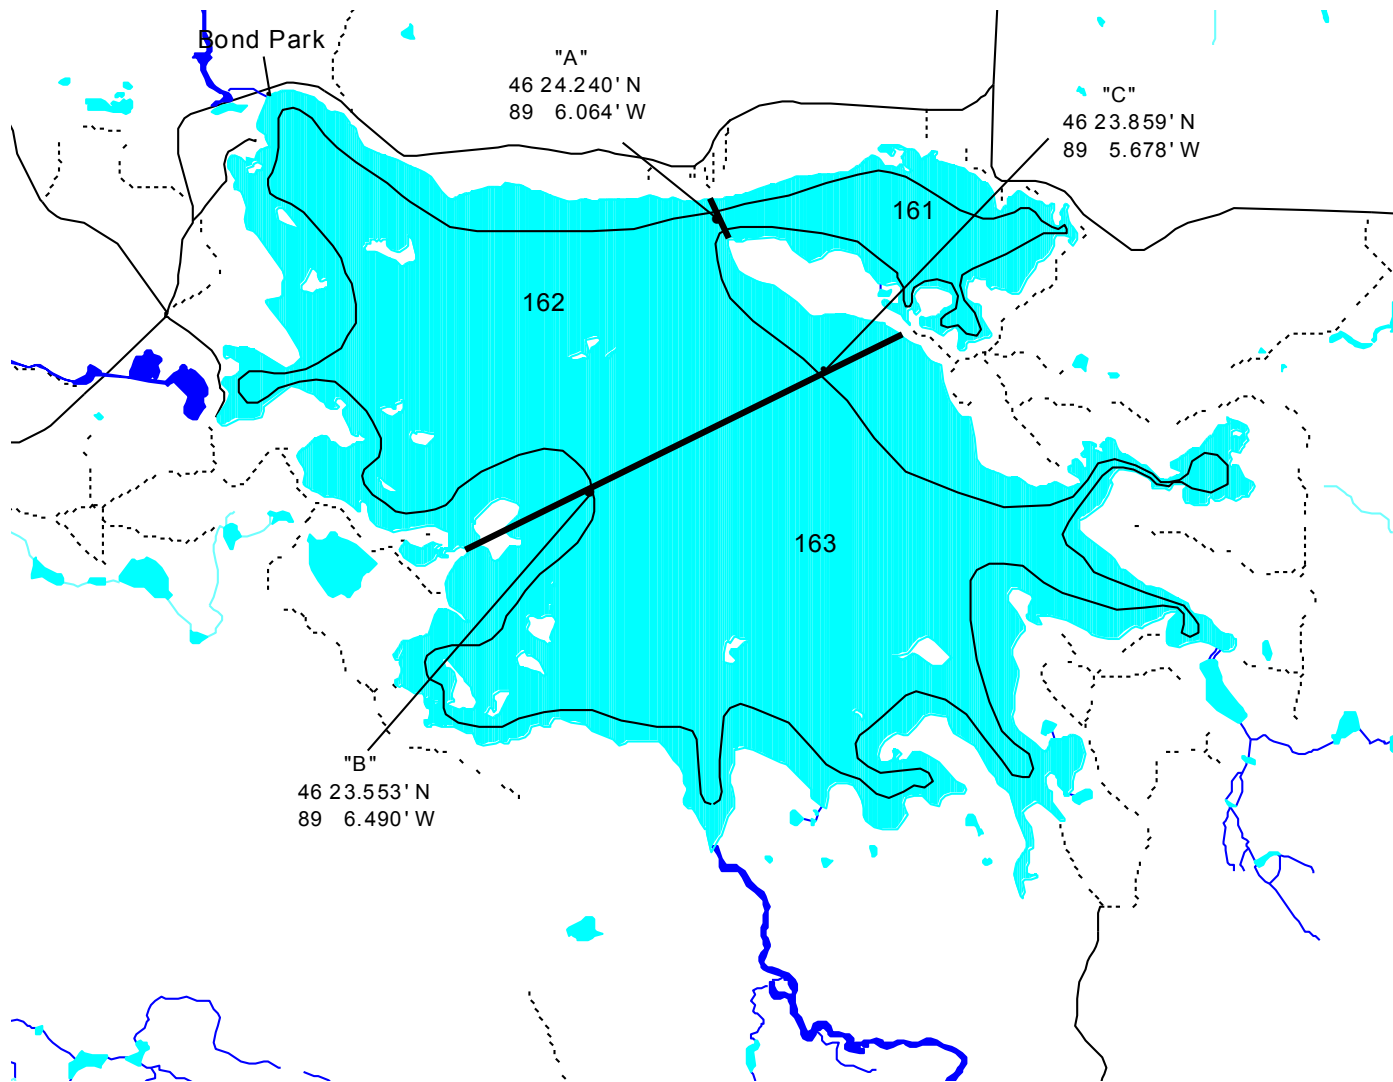 Bond Park
"A"
46 24.240' N
89 6.064' W
"C"
46 23.859' N
89 5.678' W
161
162
163
"B"
46 23.553' N
89 6.490' W